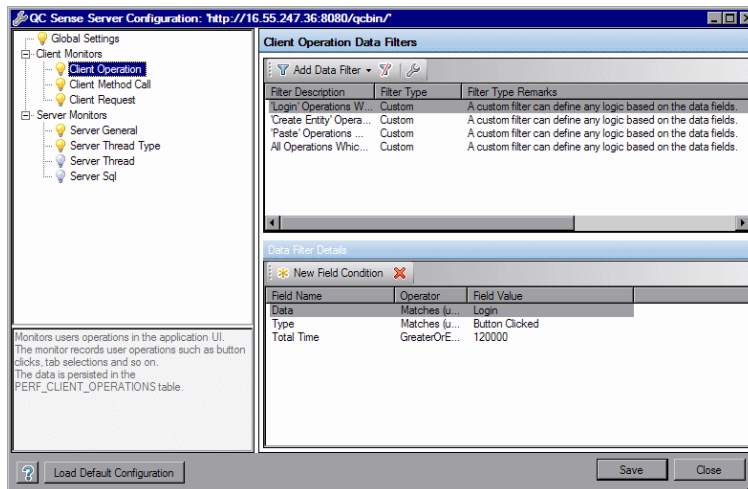 QC Sense Server Configuration: 'http://16.55.247.36:8080/qcbin/'
Global Settings
Client Monitors
Client Operation
Client Method Call
Client Request
Server Monitors
Server General
Server Thread Type
Server Thread
Server Sql
Monitors users operations in the application UI.
The monitor records user operations such as button
clicks, tab selections and so on.
The data is persisted in the
PERF_CLIENT_OPERATIONS table.
Client Operation Data Filters
Add Data Filter
Filter Description Filter Type Filter Type Remarks
'Login' Operations W... Custom A custom filter can define any logic based on the data fields.
'Create Entity' Opera... Custom A custom filter can define any logic based on the data fields.
'Paste' Operations ... Custom A custom filter can define any logic based on the data fields.
All Operations Whic... Custom A custom filter can define any logic based on the data fields.
Data Filter Details
New Field Condition
Field Name Operator Field Value
Data Matches (u... Login
Type Matches (u... Button Clicked
Total Time GreaterOrE... 120000
? Load Default Configuration Save Close